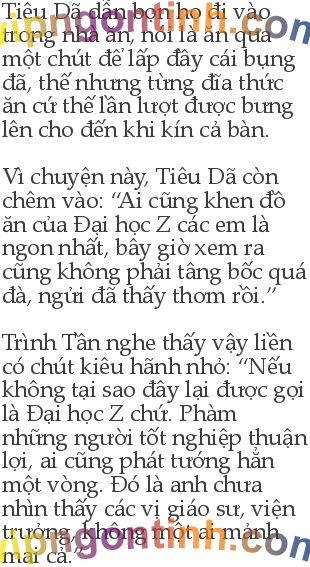 Tiêu Dã dẫn bọn họ đi vào
trong nhà ăn, nói là ăn qua
một chút để lấp đầy cái bụng
đã, thế nhưng từng đĩa thức
ăn cứ thế lần lượt được bưng
lên cho đến khi kín cả bàn.
Vì chuyện này, Tiêu Dã còn
chêm vào: “Ai cũng khen đồ
ăn của Đại học Z các em là
ngon nhất, bây giờ xem ra
cũng không phải tâng bốc quá
đà, ngửi đã thấy thơm rồi.”
Trình Tần nghe thấy vậy liền
có chút kiêu hãnh nhỏ: “Nếu
không tại sao đây lại được gọi
là Đại học Z chứ. Phàm
những người tốt nghiệp thuận
lợi, ai cũng phát tướng hẳn
một vòng. Đó là anh chưa
nhìn thấy các vị giáo sư, viện
trưởng, không một ai mảnh
mai cả.”
vipngontinh.com
vipngontinh.com